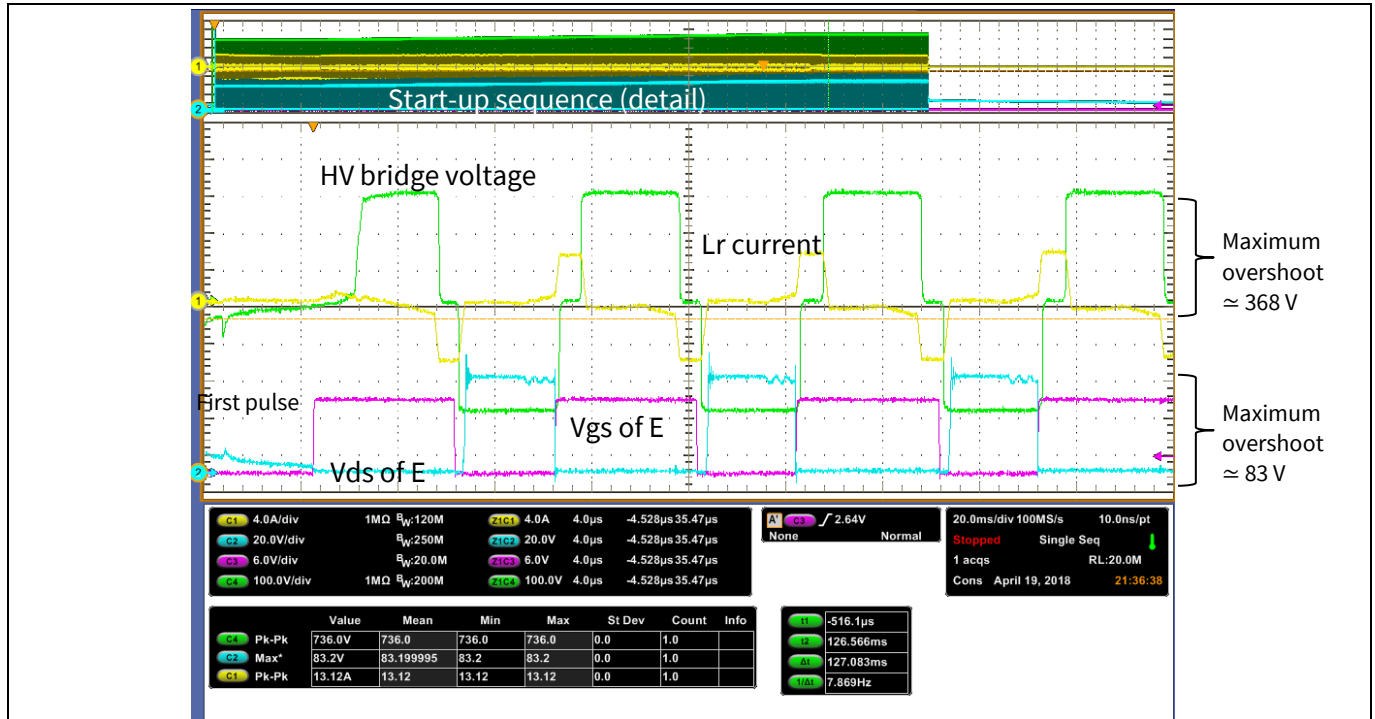 1
2
Start-up sequence (detail)
HV bridge voltage
Lr current
Maximum
overshoot
≃ 368 V
1
First pulse
Vgs of E
Maximum
overshoot
≃ 83 V
2
Vds of E
C1 4.0A/div 1MΩ BW:120M Z1C1 4.0A 4.0µs -4.528µs 35.47µs
C2 20.0V/div BW:250M Z1C2 20.0V 4.0µs -4.528µs 35.47µs
C3 6.0V/div BW:20.0M Z1C3 6.0V 4.0µs -4.528µs 35.47µs
C4 100.0V/div 1MΩ BW:200M Z1C4 100.0V 4.0µs -4.528µs 35.47µs
A' C3 2.64V
None Normal
20.0ms/div 100MS/s 10.0ns/pt
Stopped Single Seq
1 acqs RL:20.0M
Cons April 19, 2018 21:36:38
Value Mean Min Max St Dev Count Info
C4 Pk-Pk 736.0V 736.0 736.0 736.0 0.0 1.0
C2 Max* 83.2V 83.199995 83.2 83.2 0.0 1.0
C1 Pk-Pk 13.12A 13.12 13.12 13.12 0.0 1.0
t1 -516.1µs
t2 126.566ms
Δt 127.083ms
1/Δt 7.869Hz